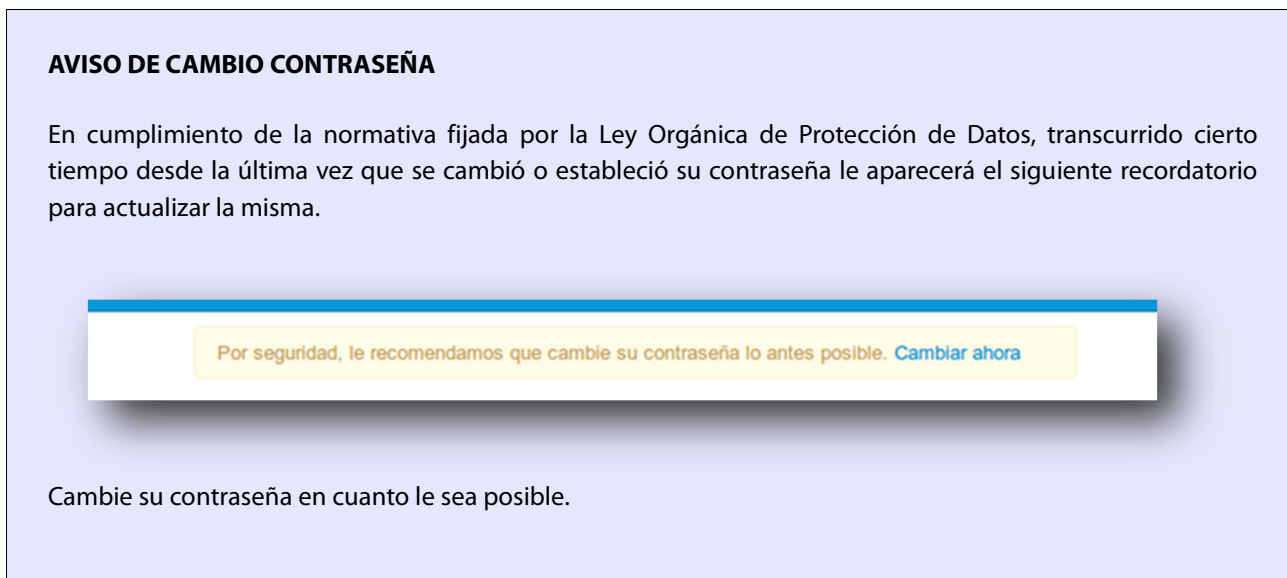 AVISO DE CAMBIO CONTRASEÑA
En cumplimiento de la normativa fijada por la Ley Orgánica de Protección de Datos, transcurrido cierto
tiempo desde la última vez que se cambió o estableció su contraseña le aparecerá el siguiente recordatorio
para actualizar la misma.
Por seguridad, le recomendamos que cambie su contraseña lo antes posible. Cambiar ahora
Cambie su contraseña en cuanto le sea posible.